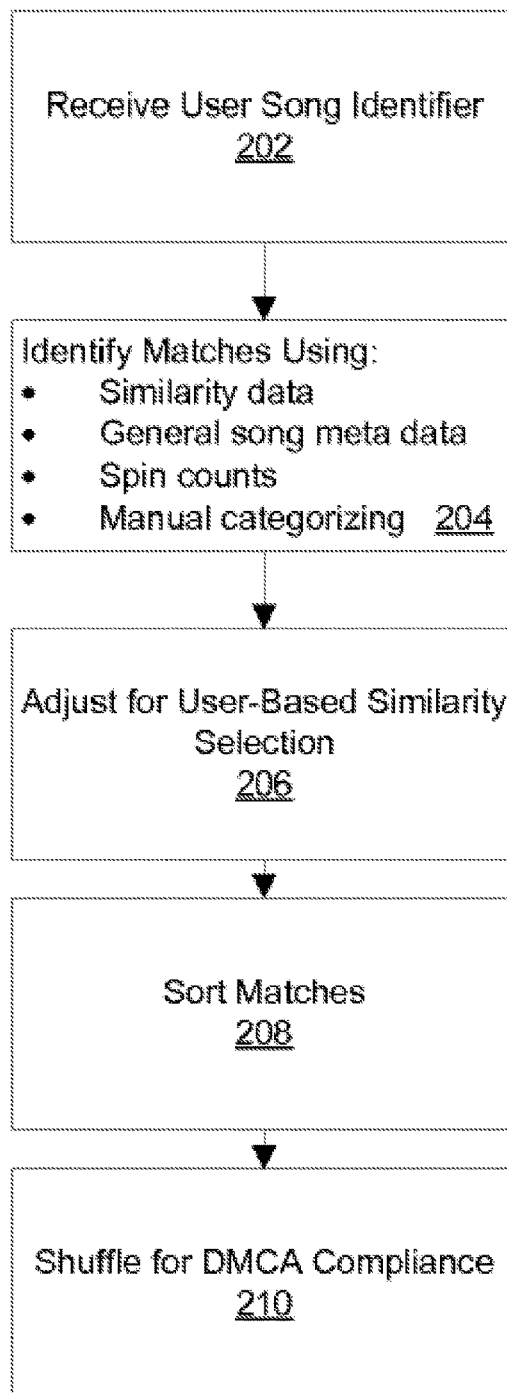 Receive User Song Identifier
202
Identify Matches Using:
• Similarity data
• General song meta data
• Spin counts
• Manual categorizing 204
Adjust for User-Based Similarity
Selection
206
Sort Matches
208
Shuffle for DMCA Compliance
210